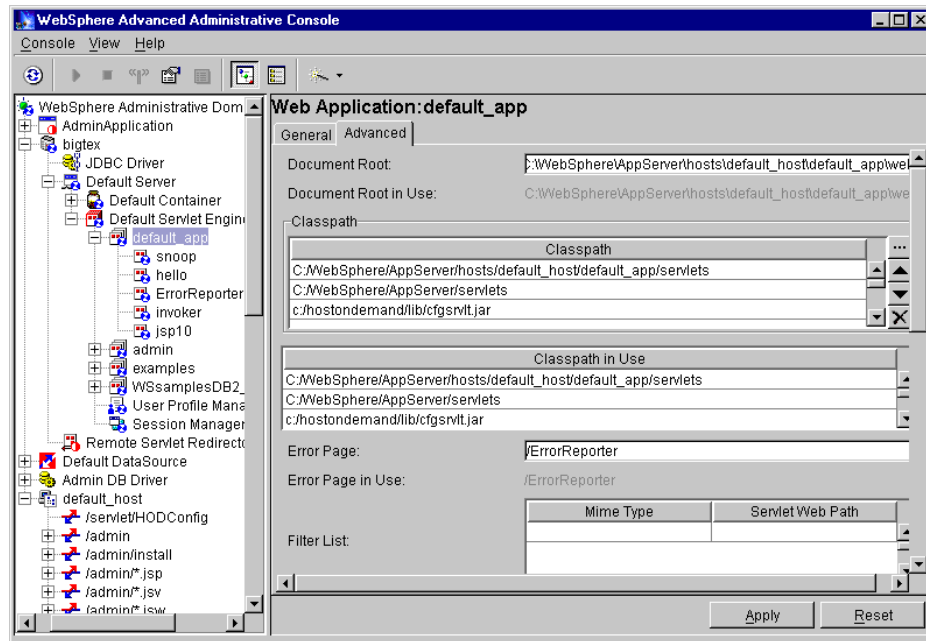 WebSphere Advanced Administrative Console
Console View Help
WebSphere Administrative Dom
AdminApplication
bigtex
JDBC Driver
Default Server
Default Container
Default Servlet Engin
default_app
snoop
hello
ErrorReporter
invoker
jsp10
admin
examples
WSsamplesDB2_
User Profile Mana
Session Manager
Remote Servlet Redirecto
Default DataSource
Admin DB Driver
default_host
/servlet/HODConfig
/admin
/admin/install
/admin/*.jsp
/admin/*.jsv
/admin/*.jsw
Web Application:default_app
General Advanced
Document Root: C:\WebSphere\AppServer\hosts\default_host\default_app\we
Document Root in Use: C:\WebSphere\AppServer\hosts\default_host\default_app\we
Classpath
Classpath
C:/WebSphere/AppServer/hosts/default_host/default_app/servlets
C:/WebSphere/AppServer/servlets
c:/hostondemand/lib/cfgsrvlt.jar
Classpath in Use
C:/WebSphere/AppServer/hosts/default_host/default_app/servlets
C:/WebSphere/AppServer/servlets
c:/hostondemand/lib/cfgsrvlt.jar
Error Page: /ErrorReporter
Error Page in Use: /ErrorReporter
Mime Type Servlet Web Path
Filter List:
Apply Reset